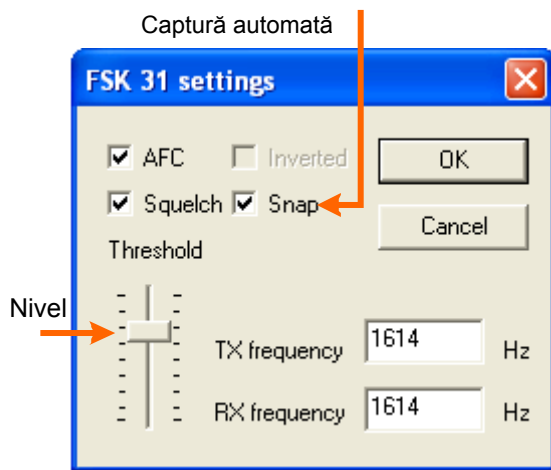 Captură automată
FSK 31 settings
AFC
Inverted
OK
Squelch
Snap
Cancel
Threshold
Nivel
TX frequency
1614
Hz
RX frequency
1614
Hz